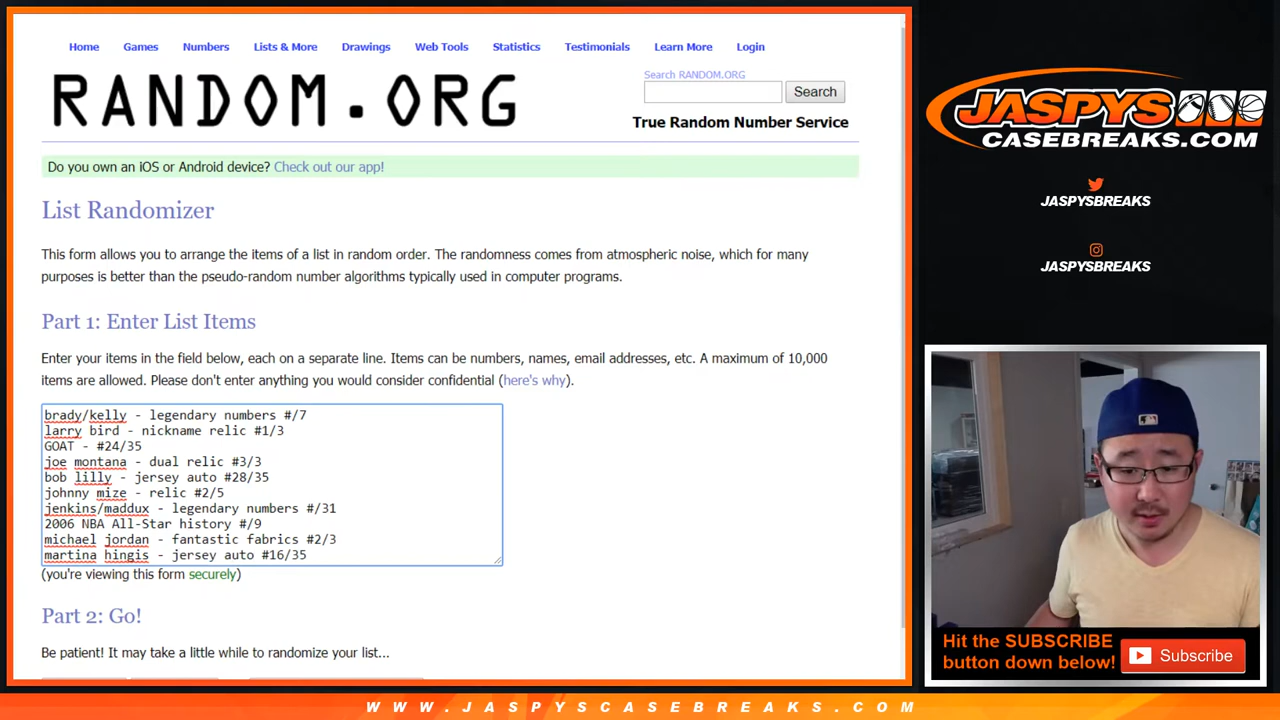 Home Games Numbers Lists & More Drawings Web Tools Statistics Testimonials Learn More Login
RANDOM.ORG
Search RANDOM.ORG
Search
True Random Number Service
Do you own an iOS or Android device? Check out our app!
List Randomizer
This form allows you to arrange the items of a list in random order. The randomness comes from atmospheric noise, which for many
purposes is better than the pseudo-random number algorithms typically used in computer programs.
Part 1: Enter List Items
Enter your items in the field below, each on a separate line. Items can be numbers, names, email addresses, etc. A maximum of 10,000
items are allowed. Please don't enter anything you would consider confidential (here's why).
brady/kelly - legendary numbers #/7
larry bird - nickname relic #1/3
GOAT - #24/35
joe montana - dual relic #3/3
bob lilly - jersey auto #28/35
johnny mize - relic #2/5
jenkins/maddux - legendary numbers #/31
2006 NBA All-Star history #/9
michael jordan - fantastic fabrics #2/3
martina hingis - jersey auto #16/35
(you're viewing this form securely)
Part 2: Go!
Be patient! It may take a little while to randomize your list...
JASPYS
CASEBREAKS.COM
JASPYSBREAKS
JASPYSBREAKS
Hit the SUBSCRIBE
button down below!
Subscribe
WWW.JASPYSCASEBREAKS.COM